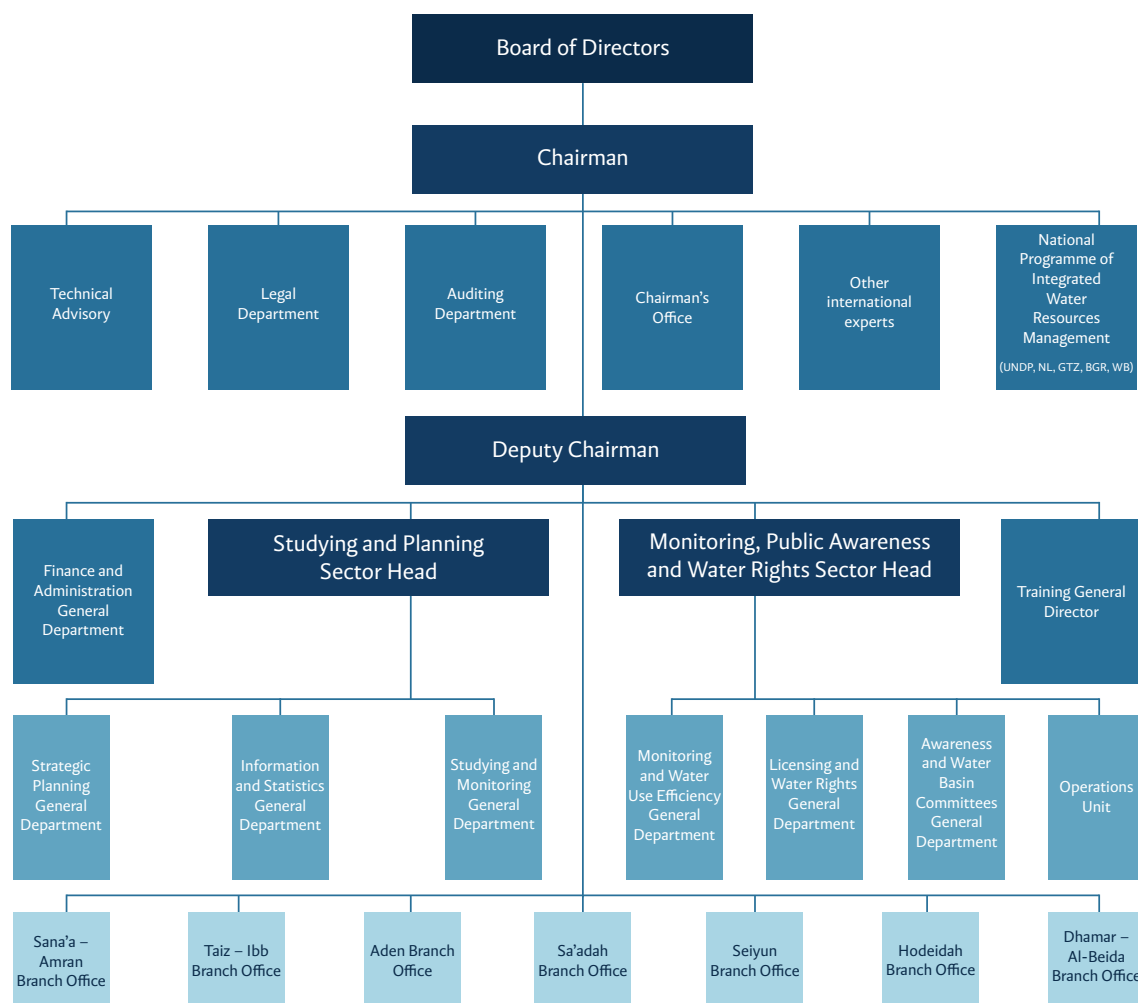 Board of Directors
Chairman
Technical
Advisory
Legal
Department
Auditing
Department
Chairman's
Office
Other
international
experts
National
Programme of
Integrated
Water
Resources
Management
(UNDP, NL, GTZ, BGR, WB)
Deputy Chairman
Finance and
Administration
General
Department
Studying and Planning
Sector Head
Monitoring, Public Awareness
and Water Rights Sector Head
Training General
Director
Strategic
Planning
General
Department
Information
and Statistics
General
Department
Studying and
Monitoring
General
Department
Monitoring
and Water
Use Efficiency
General
Department
Licensing and
Water Rights
General
Department
Awareness
and Water
Basin
Committees
General
Department
Operations
Unit
Sana'a –
Amran
Branch Office
Taiz – Ibb
Branch Office
Aden Branch
Office
Sa'adah
Branch Office
Seiyun
Branch Office
Hodeidah
Branch Office
Dhamar –
Al-Beida
Branch Office